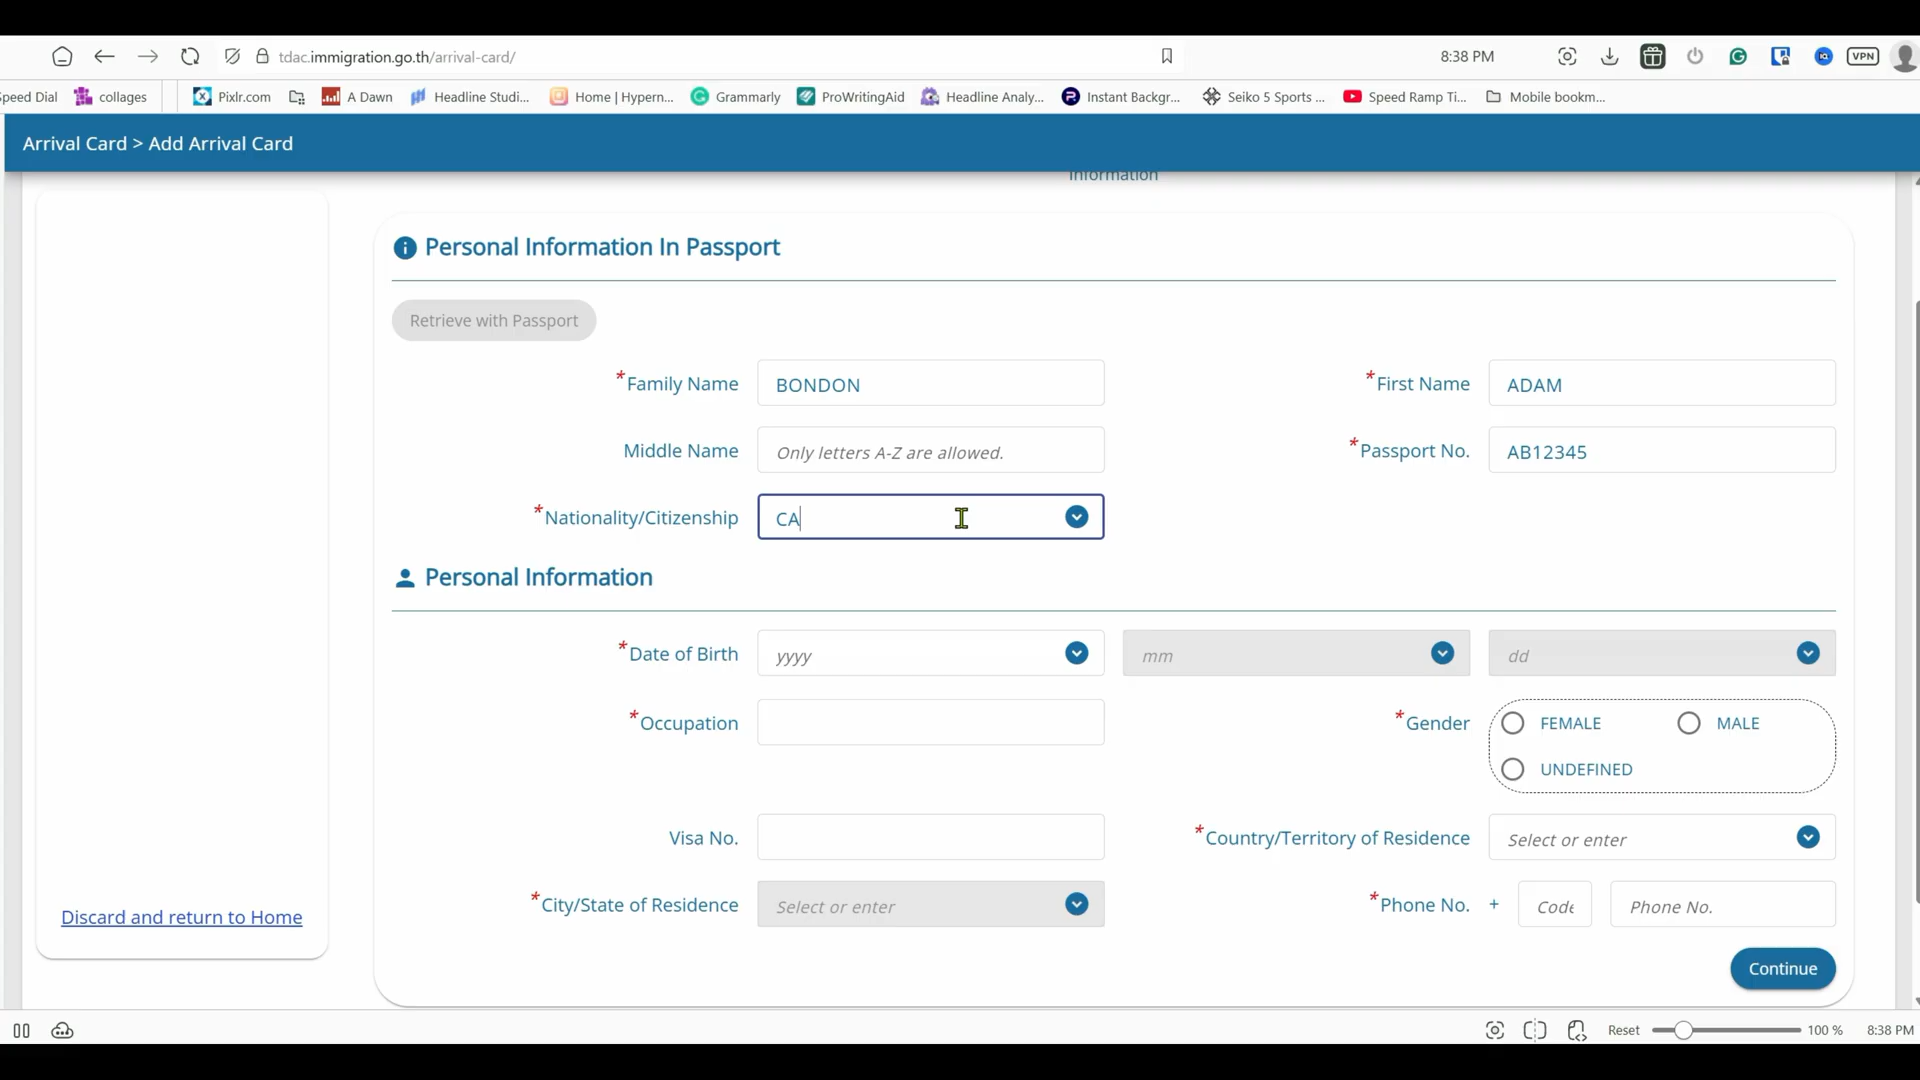 tdac.immigration.go.th/arrival-card/
8:38 PM
VPN
peed Dial
collages
Pixlr.com
A Dawn
Headline Studi...
Home | Hypern...
Grammarly
ProWritingAid
Headline Analy...
Instant Backgr...
Seiko 5 Sports ...
Speed Ramp Ti...
Mobile bookm...
Arrival Card > Add Arrival Card
Information
Personal Information In Passport
Retrieve with Passport
*Family Name BONDON
*First Name ADAM
Middle Name Only letters A-Z are allowed.
*Passport No. AB12345
*Nationality/Citizenship CA
Personal Information
*Date of Birth yyyy mm dd
*Occupation
*Gender FEMALE MALE
UNDEFINED
Visa No.
*Country/Territory of Residence Select or enter
*City/State of Residence Select or enter
*Phone No. + Code Phone No.
Discard and return to Home
Continue
Reset 100 % 8:38 PM